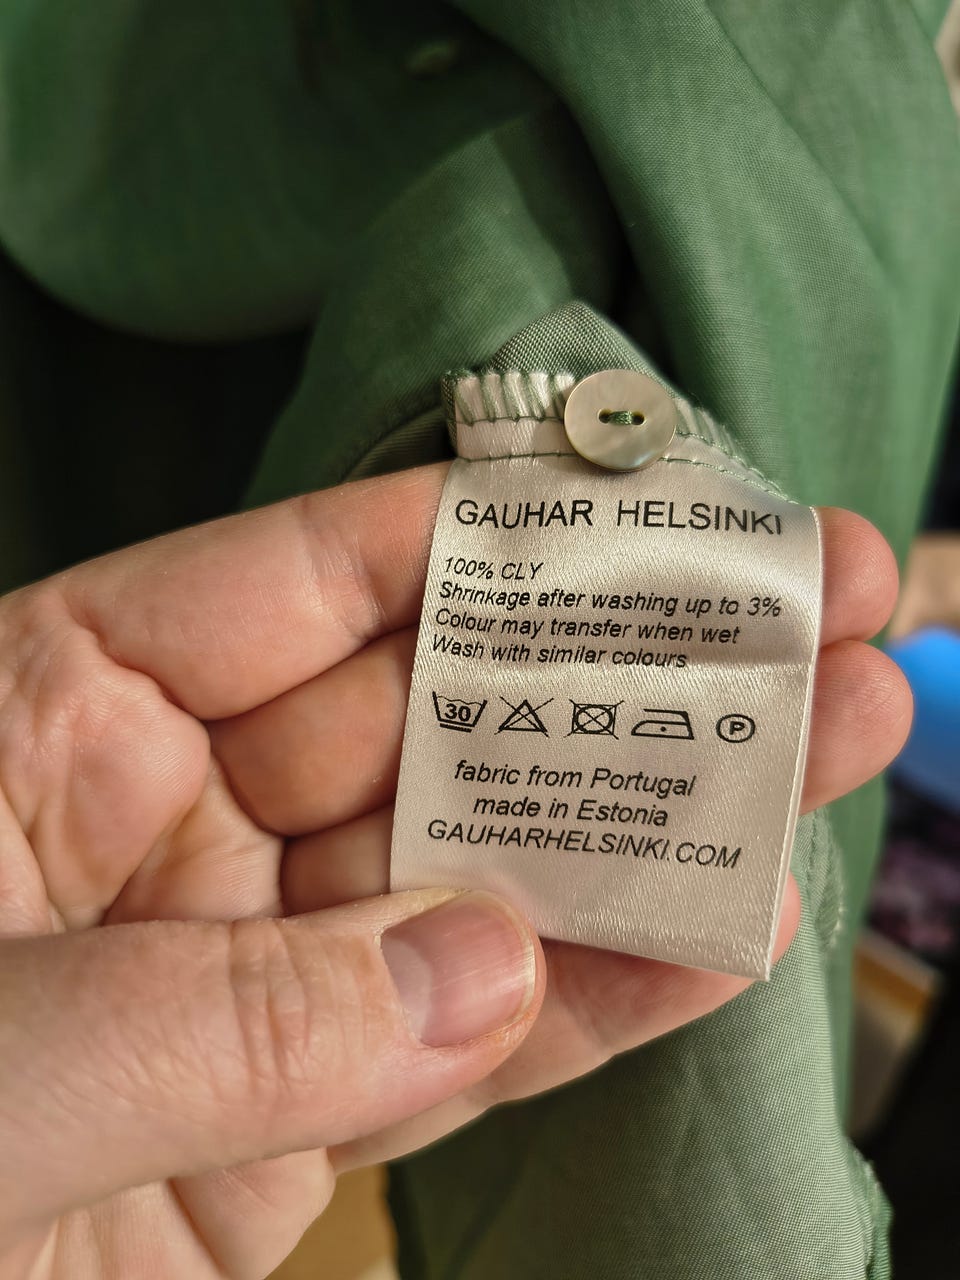 GAUHAR HELSINKI
100% CLY
Shrinkage after washing up to 3%
Colour may transfer when wet
Wash with similar colours
30 P
fabric from Portugal
made in Estonia
GAUHARHELSINKI.COM